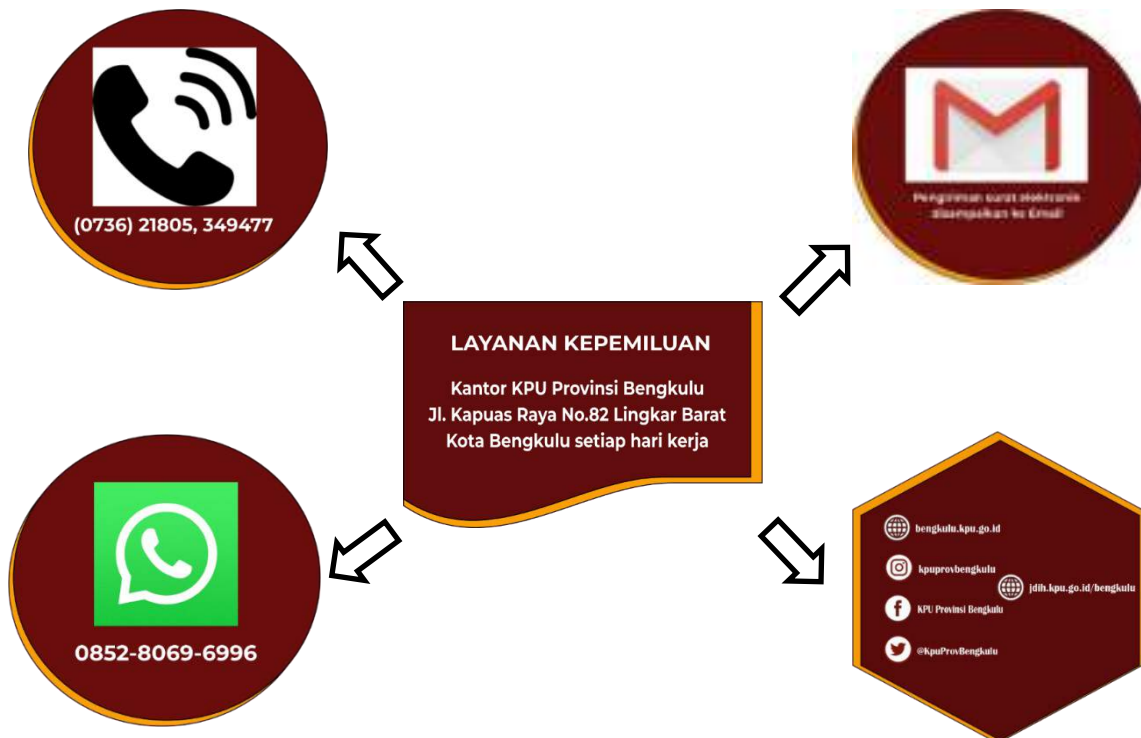 (0736) 21805, 349477
Pengiriman surat elektronik
disampaikan ke Email
LAYANAN KEPEMILUAN
Kantor KPU Provinsi Bengkulu
Jl. Kapuas Raya No.82 Lingkar Barat
Kota Bengkulu setiap hari kerja
0852-8069-6996
bengkulu.kpu.go.id
kpuprovbengkulu
jdih.kpu.go.id/bengkulu
KPU Provinsi Bengkulu
@KpuProvBengkulu